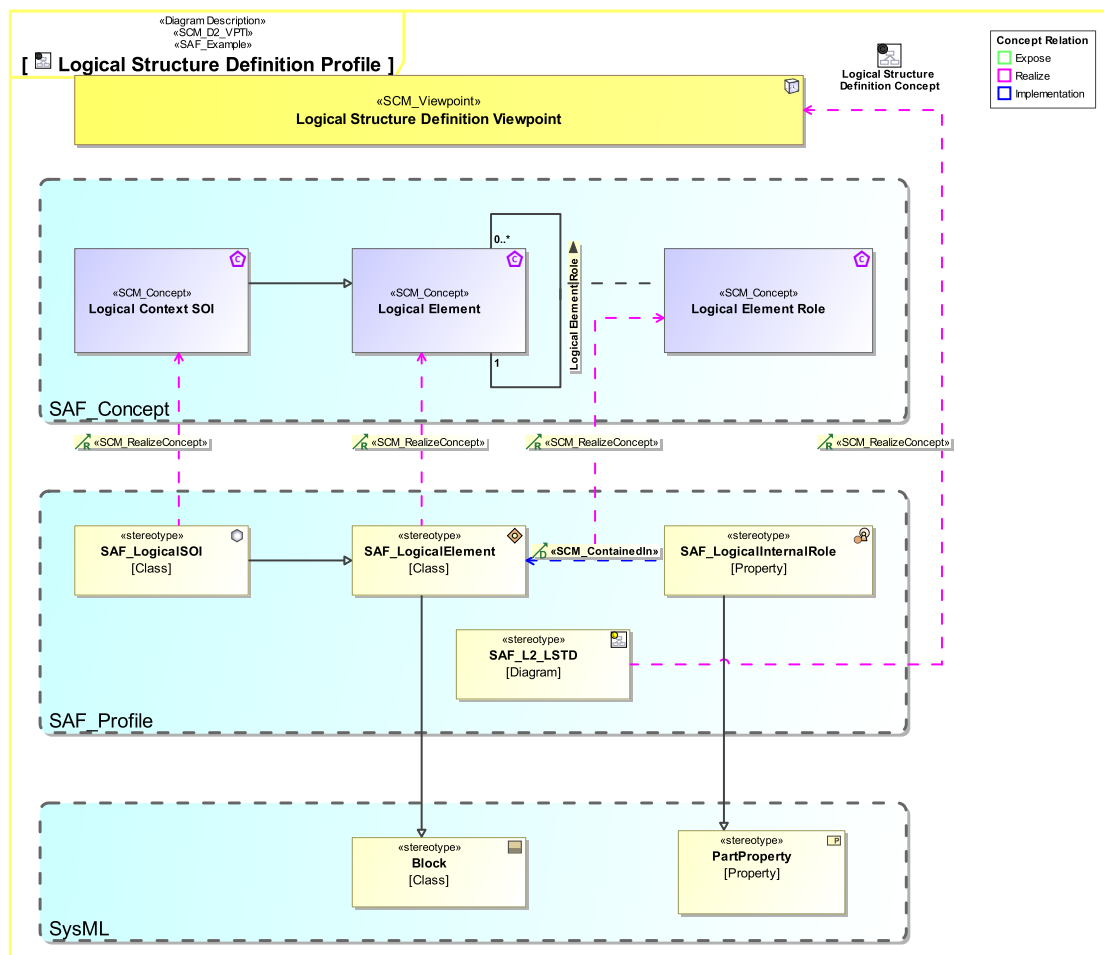 «Diagram Description»
«SCM_D2_VPTI»
«SAF_Example»
[ Logical Structure Definition Profile ]
Logical Structure
Definition Concept
Concept Relation
Expose
Realize
Implementation
«SCM_Viewpoint»
Logical Structure Definition Viewpoint
«SCM_Concept»
Logical Context SOI
«SCM_Concept»
Logical Element
0..*
1
Logical Element Role
«SCM_Concept»
Logical Element Role
SAF_Concept
«SCM_RealizeConcept»
«SCM_RealizeConcept»
«SCM_RealizeConcept»
«SCM_RealizeConcept»
«stereotype»
SAF_LogicalSOI
[Class]
«stereotype»
SAF_LogicalElement
[Class]
«SCM_ContainedIn»
«stereotype»
SAF_LogicalInternalRole
[Property]
«stereotype»
SAF_L2_LSTD
[Diagram]
SAF_Profile
«stereotype»
Block
[Class]
«stereotype»
PartProperty
[Property]
SysML